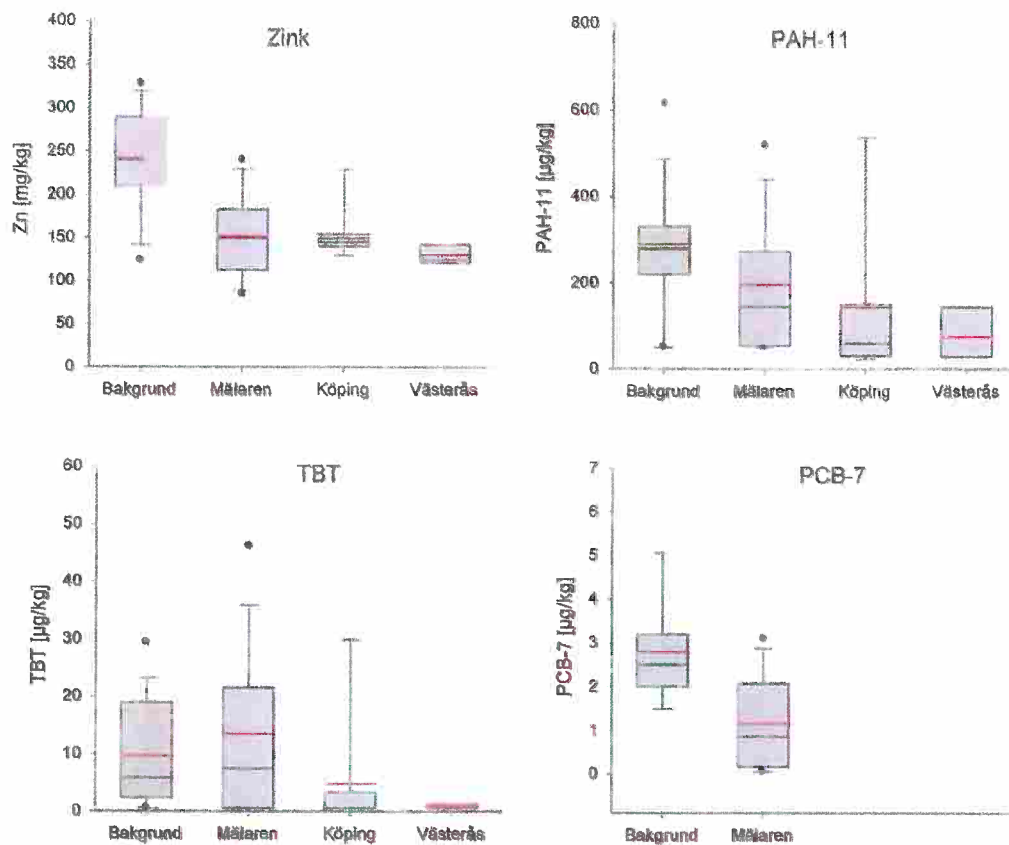 Zink
400
350
300
250
200
150
100
50
0
Zn [mg/kg]
Bakgrund Mälaren Köping Västerås
PAH-11
800
600
400
200
0
PAH-11 [µg/kg]
Bakgrund Mälaren Köping Västerås
TBT
60
50
40
30
20
10
0
TBT [µg/kg]
Bakgrund Mälaren Köping Västerås
PCB-7
7
6
5
4
3
2
1
0
PCB-7 [µg/kg]
Bakgrund Mälaren